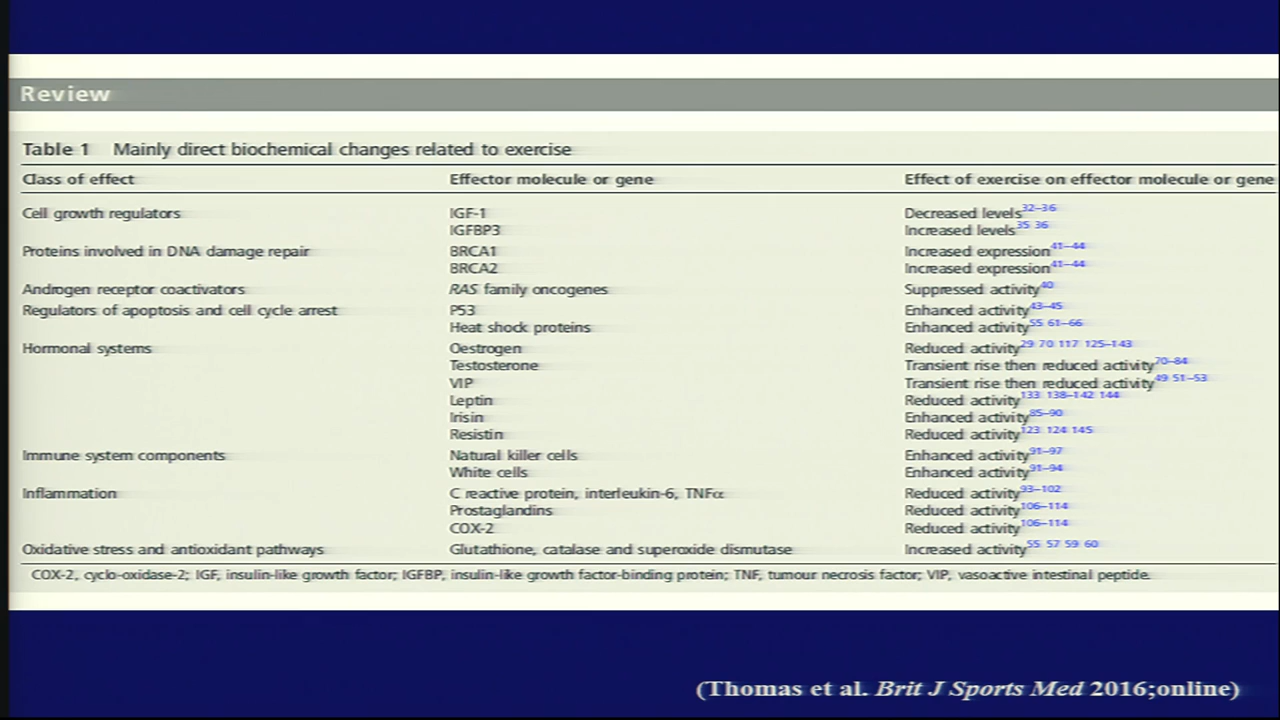 Review
Table 1 Mainly direct biochemical changes related to exercise
Class of effect Effector molecule or gene Effect of exercise on effector molecule or gene
Cell growth regulators IGF-1 Decreased levels32–36
IGFBP3 Increased levels35 36
Proteins involved in DNA damage repair BRCA1 Increased expression41–44
BRCA2 Increased expression41–44
Androgen receptor coactivators RAS family oncogenes Suppressed activity40
Regulators of apoptosis and cell cycle arrest P53 Enhanced activity43–45
Heat shock proteins Enhanced activity55 61–66
Hormonal systems Oestrogen Reduced activity29 70 117 125–143
Testosterone Transient rise then reduced activity70–84
VIP Transient rise then reduced activity49 51–53
Leptin Reduced activity133 138–142 144
Irisin Enhanced activity85–90
Resistin Reduced activity123 124 145
Immune system components Natural killer cells Enhanced activity91–97
White cells Enhanced activity91–94
Inflammation C reactive protein, interleukin-6, TNFα Reduced activity93–102
Prostaglandins Reduced activity106–114
COX-2 Reduced activity106–114
Oxidative stress and antioxidant pathways Glutathione, catalase and superoxide dismutase Increased activity55 57 59 60
COX-2, cyclo-oxidase-2; IGF, insulin-like growth factor; IGFBP, insulin-like growth factor-binding protein; TNF, tumour necrosis factor; VIP, vasoactive intestinal peptide.
(Thomas et al. Brit J Sports Med 2016;online)